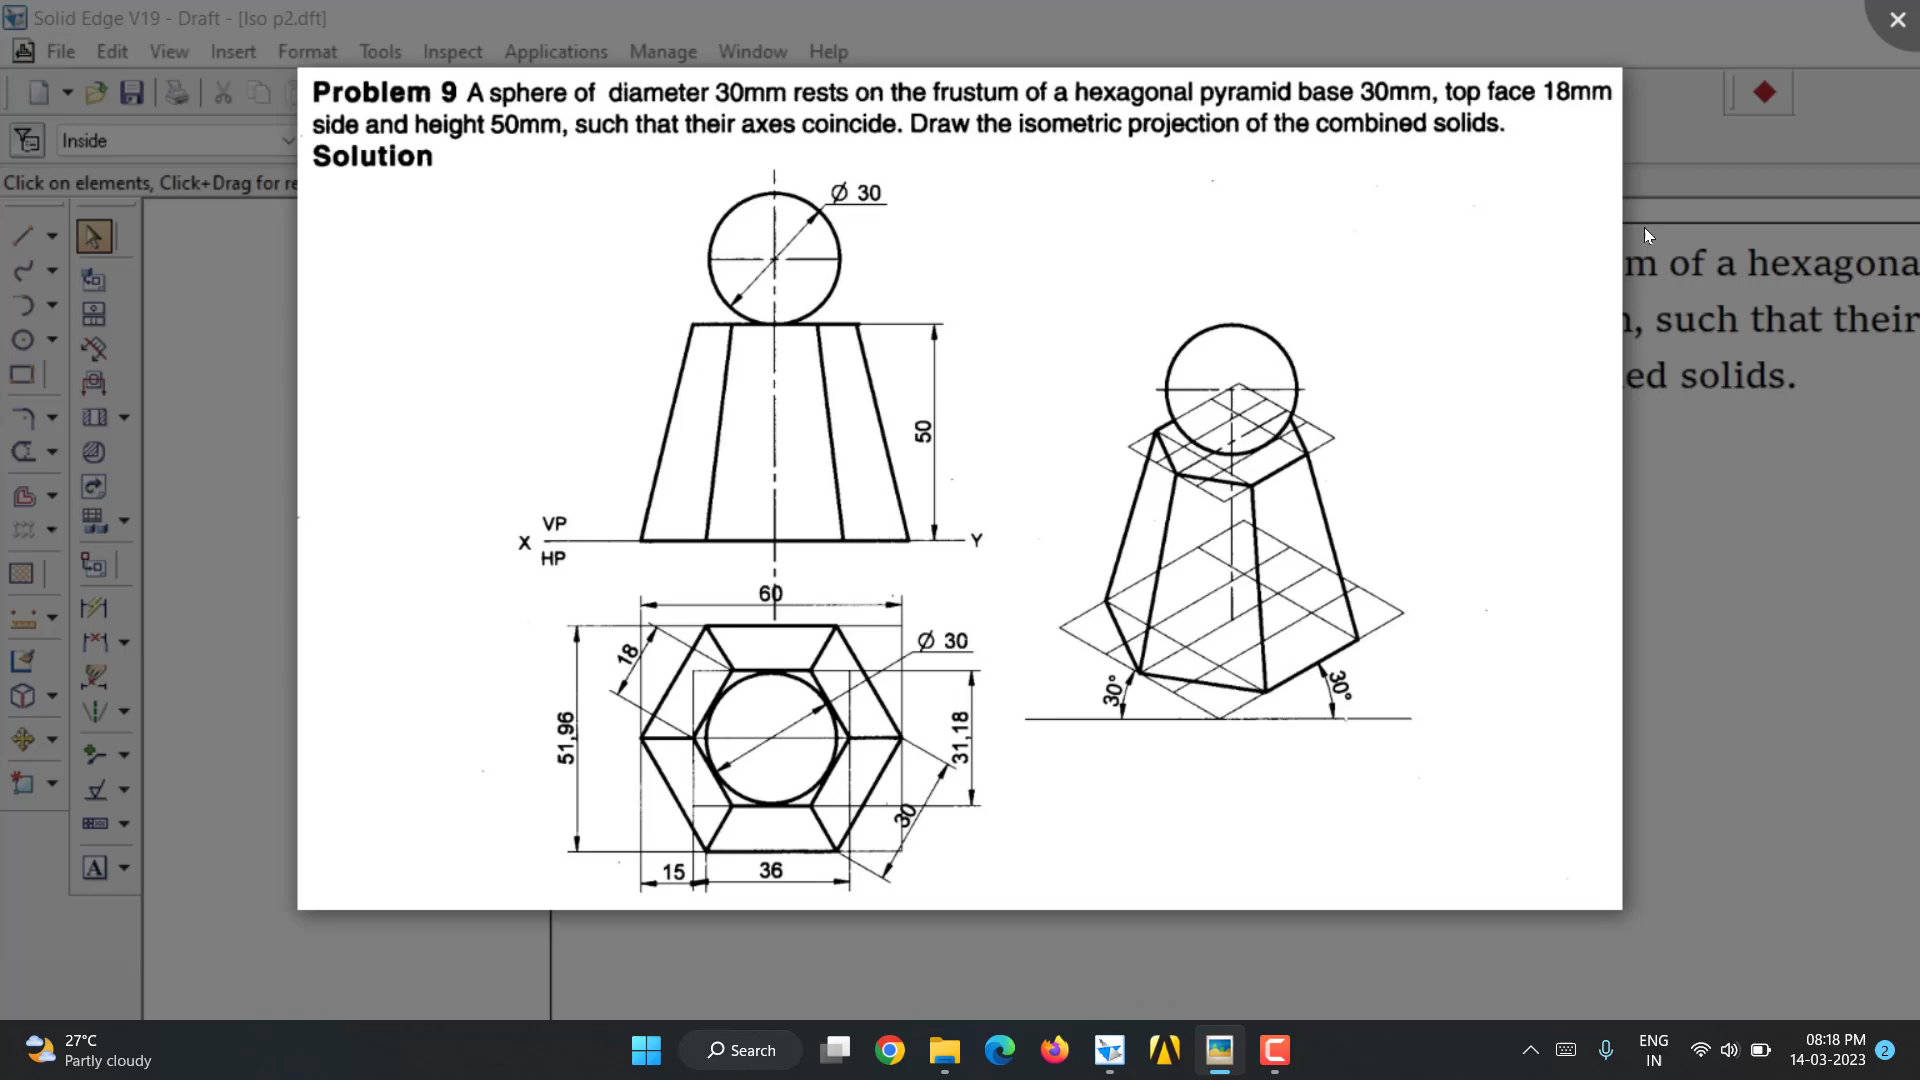 Solid Edge V19 - Draft - [Iso p2.dft]
File Edit View Insert Format Tools Inspect Applications Manage Window Help
Inside
Click on elements, Click+Drag for re
Problem 9 A sphere of diameter 30mm rests on the frustum of a hexagonal pyramid base 30mm, top face 18mm
side and height 50mm, such that their axes coincide. Draw the isometric projection of the combined solids.
Solution
Ø 30
50
VP
X
Y
HP
60
18
Ø 30
51,96
31,18
30
15
36
30°
30°
m of a hexagona
, such that their
ed solids.
A
27°C
Partly cloudy
Search
ENG
IN
08:18 PM
14-03-2023
2